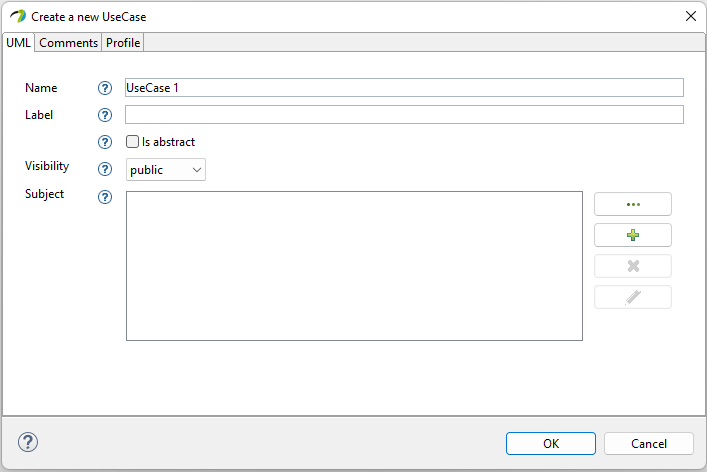 Create a new UseCase
UML Comments Profile
Name UseCase 1
Label
Is abstract
Visibility public
Subject
OK Cancel